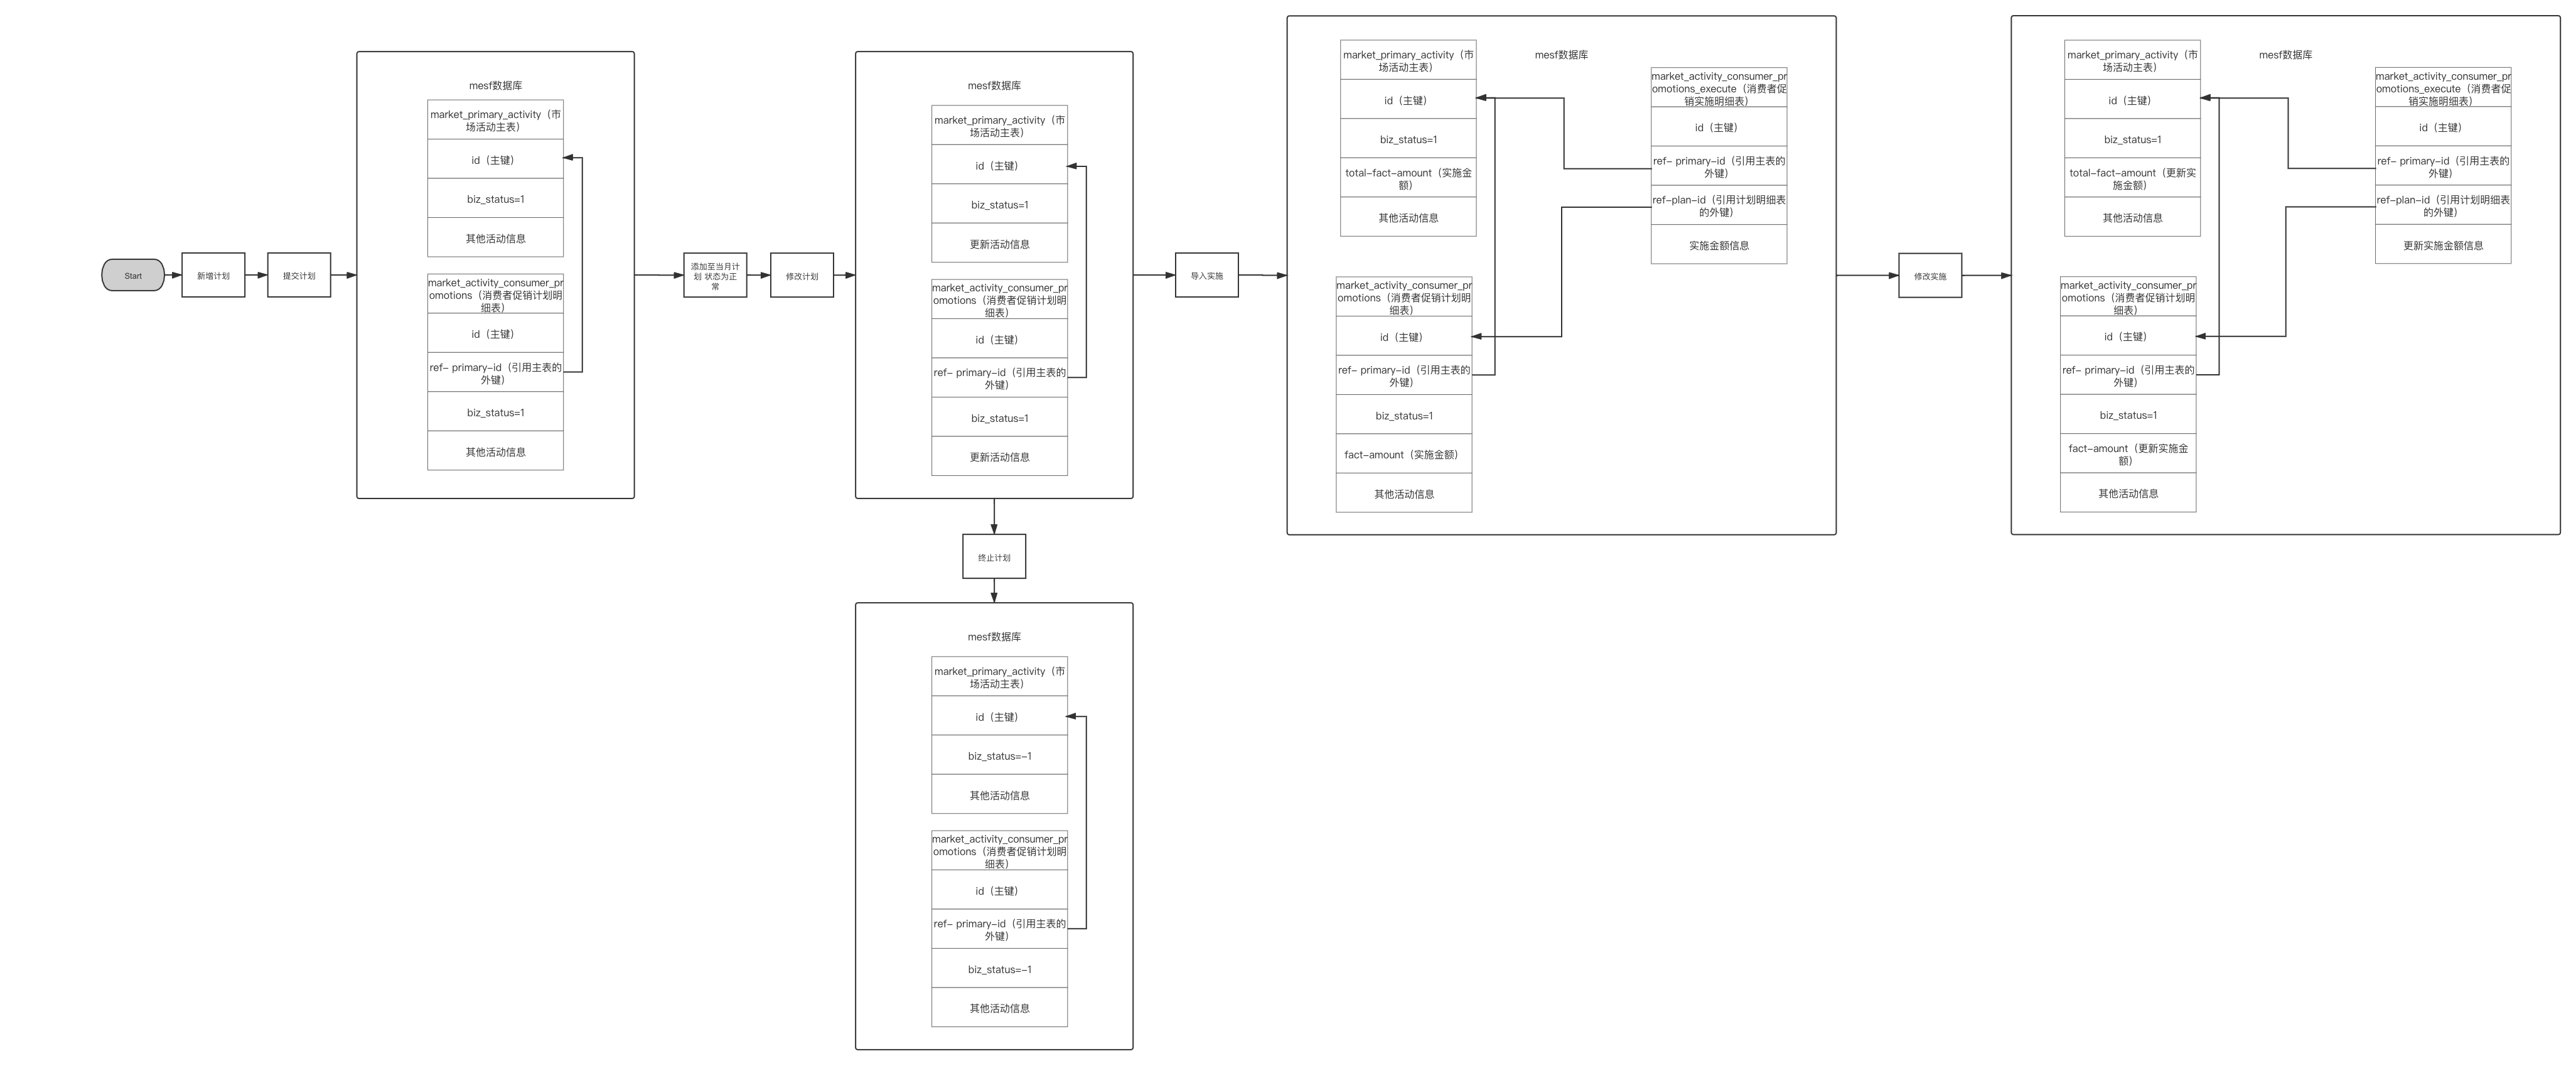 Start
新增计划
提交计划
mesf数据库
market_primary_activity（市
场活动主表）
id（主键）
biz_status=1
其他活动信息
market_activity_consumer_pr
omotions（消费者促销计划明
细表）
id（主键）
ref- primary-id（引用主表的
外键）
biz_status=1
其他活动信息
添加至当月计
划 状态为正
常
修改计划
mesf数据库
market_primary_activity（市
场活动主表）
id（主键）
biz_status=1
更新活动信息
market_activity_consumer_pr
omotions（消费者促销计划明
细表）
id（主键）
ref- primary-id（引用主表的
外键）
biz_status=1
更新活动信息
终止计划
mesf数据库
market_primary_activity（市
场活动主表）
id（主键）
biz_status=-1
其他活动信息
market_activity_consumer_pr
omotions（消费者促销计划明
细表）
id（主键）
ref- primary-id（引用主表的
外键）
biz_status=-1
其他活动信息
导入实施
mesf数据库
market_primary_activity（市
场活动主表）
id（主键）
biz_status=1
total-fact-amount（实施金
额）
其他活动信息
market_activity_consumer_pr
omotions_execute（消费者促
销实施明细表）
id（主键）
ref- primary-id（引用主表的
外键）
ref-plan-id（引用计划明细表
的外键）
实施金额信息
market_activity_consumer_pr
omotions（消费者促销计划明
细表）
id（主键）
ref- primary-id（引用主表的
外键）
biz_status=1
fact-amount（实施金额）
其他活动信息
修改实施
mesf数据库
market_primary_activity（市
场活动主表）
id（主键）
biz_status=1
total-fact-amount（更新实
施金额）
其他活动信息
market_activity_consumer_pr
omotions_execute（消费者促
销实施明细表）
id（主键）
ref- primary-id（引用主表的
外键）
ref-plan-id（引用计划明细表
的外键）
更新实施金额信息
market_activity_consumer_pr
omotions（消费者促销计划明
细表）
id（主键）
ref- primary-id（引用主表的
外键）
biz_status=1
fact-amount（更新实施金
额）
其他活动信息